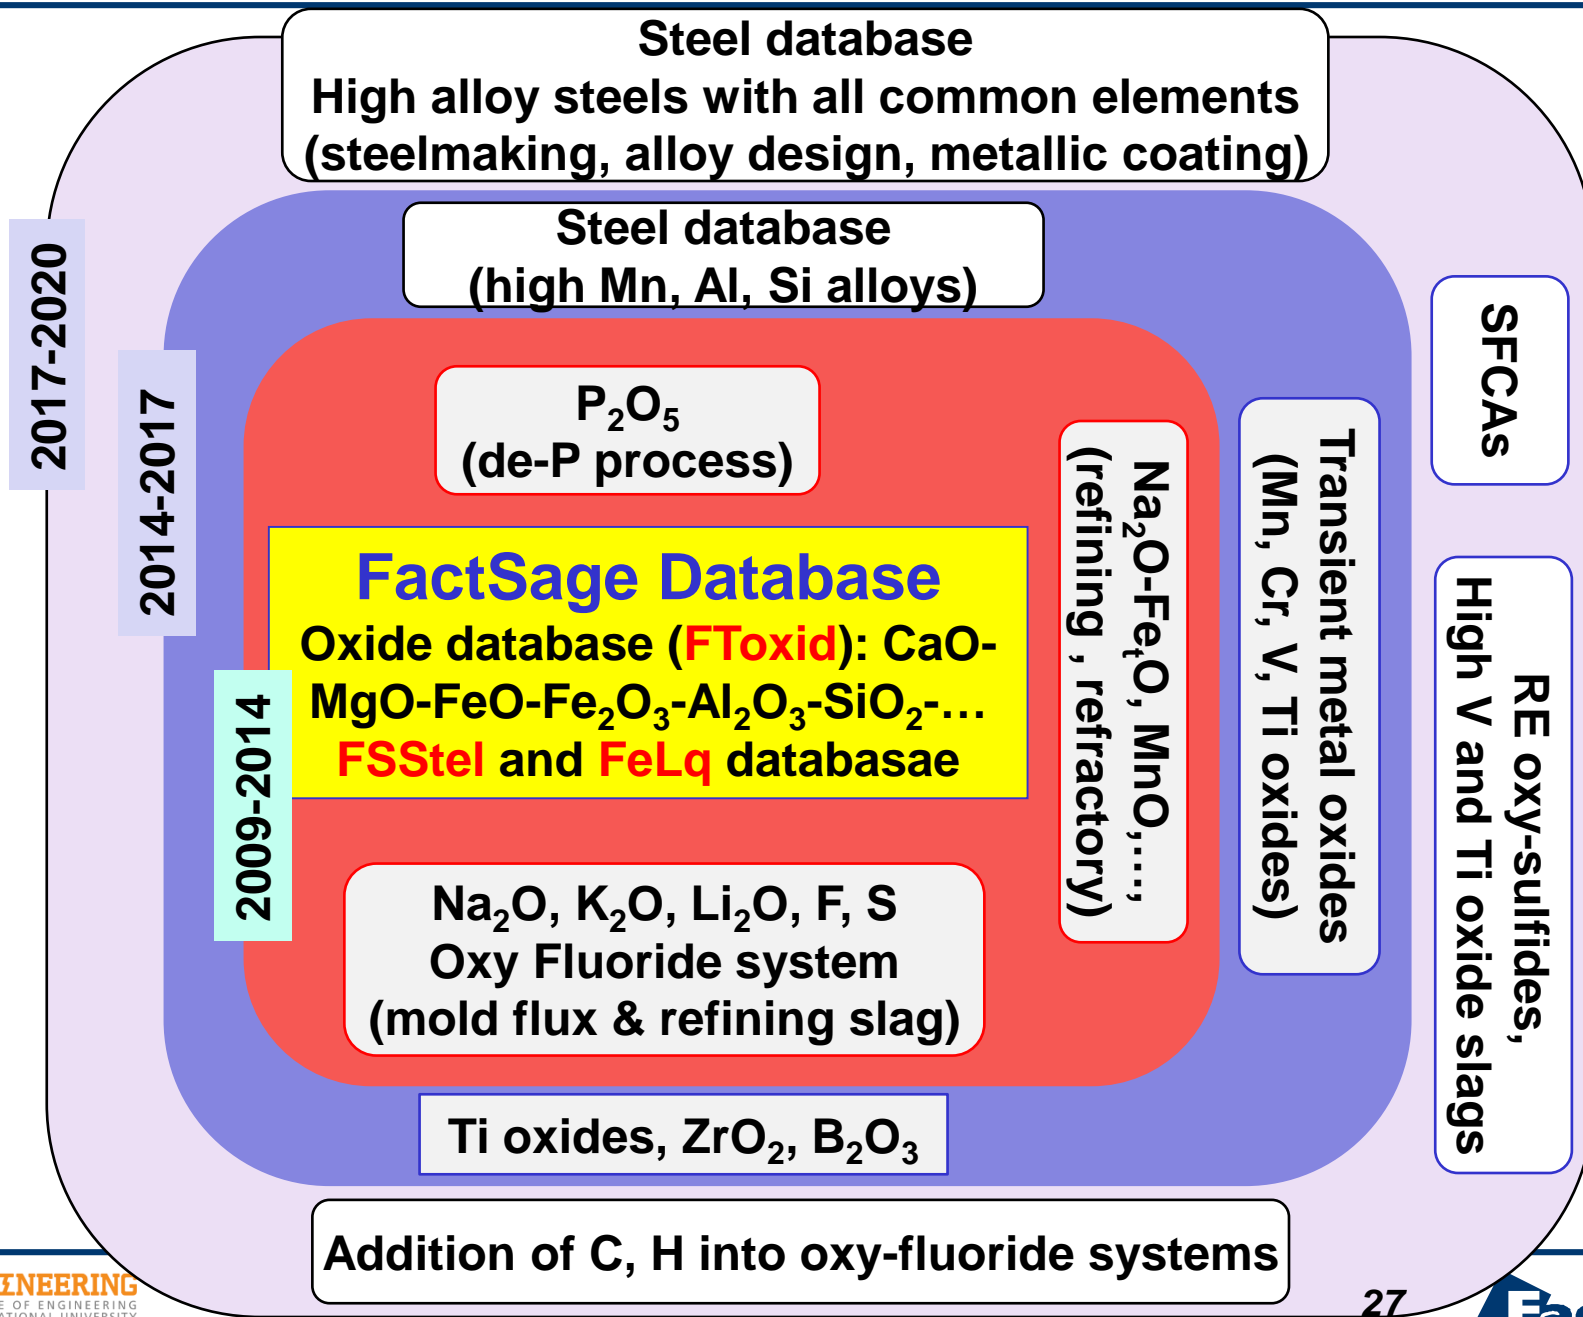 Steel database
High alloy steels with all common elements
(steelmaking, alloy design, metallic coating)
Steel database
(high Mn, Al, Si alloys)
2017-2020
2014-2017
2009-2014
P₂O₅
(de-P process)
FactSage Database
Oxide database (FToxid): CaO-
MgO-FeO-Fe₂O₃-Al₂O₃-SiO₂-…
FSStel and FeLq databasae
Na₂O, K₂O, Li₂O, F, S
Oxy Fluoride system
(mold flux & refining slag)
Na₂O-FeₜO, MnO,…,
(refining , refractory)
Transient metal oxides
(Mn, Cr, V, Ti oxides)
SFCAs
RE oxy-sulfides,
High V and Ti oxide slags
Ti oxides, ZrO₂, B₂O₃
Addition of C, H into oxy-fluoride systems
OF ENGINEERING
UNIVERSITY
27